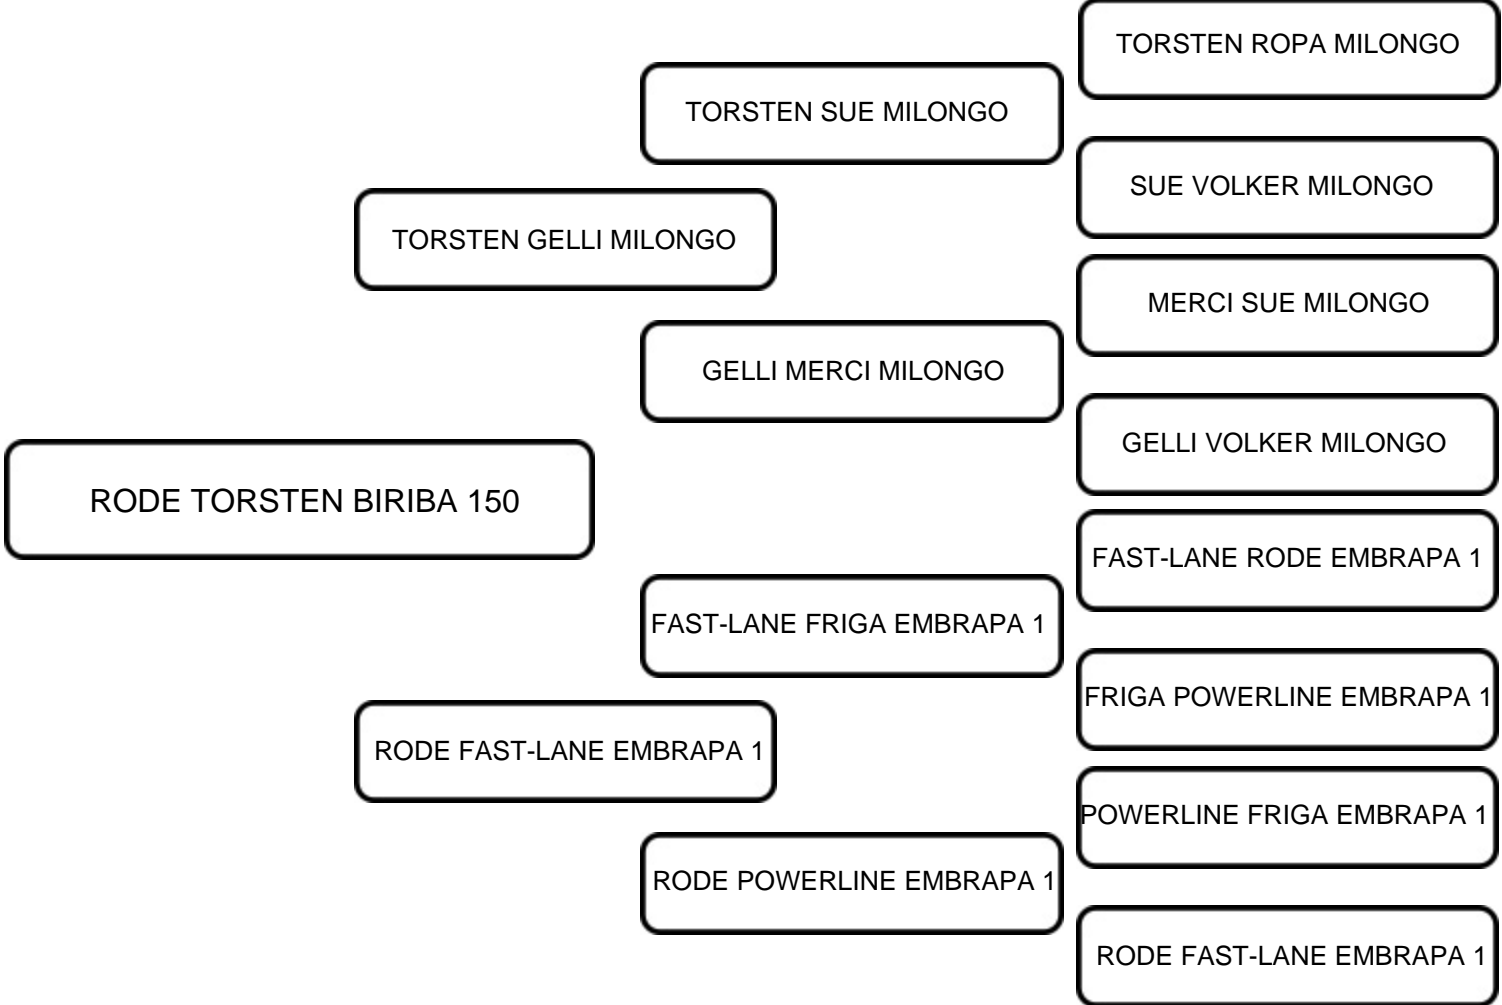 TORSTEN ROPA MILONGO
TORSTEN SUE MILONGO
SUE VOLKER MILONGO
TORSTEN GELLI MILONGO
MERCI SUE MILONGO
GELLI MERCI MILONGO
GELLI VOLKER MILONGO
RODE TORSTEN BIRIBA 150
FAST-LANE RODE EMBRAPA 1
FAST-LANE FRIGA EMBRAPA 1
FRIGA POWERLINE EMBRAPA 1
RODE FAST-LANE EMBRAPA 1
POWERLINE FRIGA EMBRAPA 1
RODE POWERLINE EMBRAPA 1
RODE FAST-LANE EMBRAPA 1